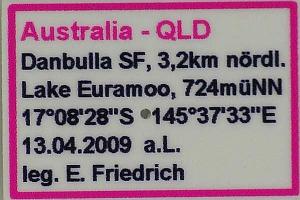 Australia - QLD
Danbulla SF, 3,2km nördl.
Lake Euramoo, 724müNN
17°08'28"S 145°37'33"E
13.04.2009 a.L.
leg. E. Friedrich